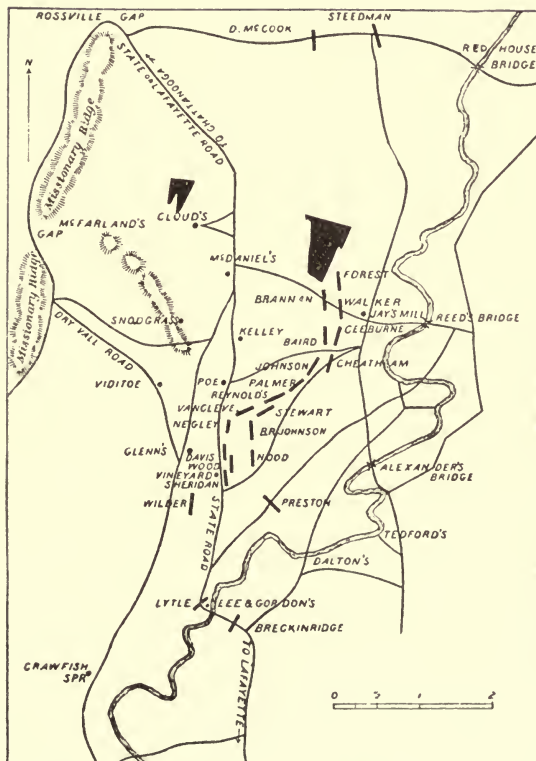 ROSSVILLE GAP
D. McCOOK
STEEDMAN
RED HOUSE
BRIDGE
N
STATE OR LAFAYETTE ROAD
TO CHATTANOOGA
Missionary Ridge
McFARLAND'S
GAP
CLOUD'S
McDANIEL'S
Missionary Ridge
FOREST
BRANNAN
WALKER
JAY'S MILL
REED'S BRIDGE
SNODGRASS
KELLEY
CLEBURNE
BAIRD
DRY VALL ROAD
JOHNSON
CHEATHAM
VIDITOE
POE
PALMER
REYNOLD'S
VANCLEVE
STEWART
NEGLEY
B.R.JOHNSON
GLENN'S
DAVIS
WOOD
HOOD
VINEYARD
SHERIDAN
ALEXANDER'S
BRIDGE
WILDER
PRESTON
STATE ROAD
TEDFORD'S
DALTON'S
LYTLE
LEE & GORDON'S
BRECKINRIDGE
CRAWFISH
SPR
TO LAFAYETTE
0 5 1 2